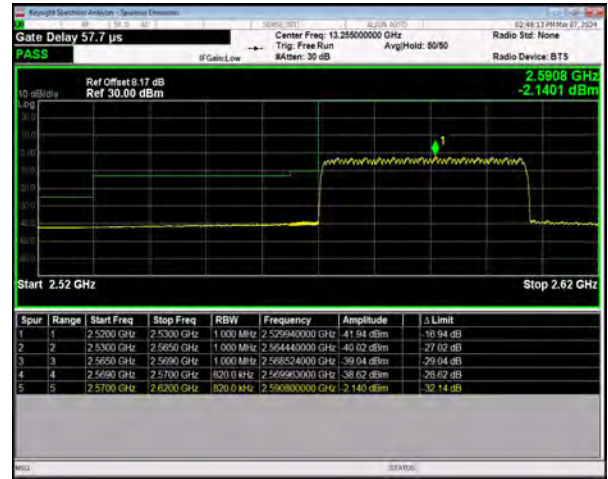 Keysight Spectrum Analyzer - Spurious Emissions
SENSE:INT ALIGN AUTO 02:48:13 PM Mar 07, 2024
Gate Delay 57.7 µs
Center Freq: 13.255000000 GHz
Radio Std: None
Trig: Free Run
Avg|Hold: 50/50
PASS
IFGain:Low
#Atten: 30 dB
Radio Device: BTS
Ref Offset 8.17 dB
2.5908 GHz
10 dB/div
Ref 30.00 dBm
-2.1401 dBm
Log
1
Start 2.52 GHz
Stop 2.62 GHz
Spur Range Start Freq Stop Freq RBW Frequency Amplitude Δ Limit
1 1 2.5200 GHz 2.5300 GHz 1.000 MHz 2.529940000 GHz -41.94 dBm -16.94 dB
2 2 2.5300 GHz 2.5650 GHz 1.000 MHz 2.564440000 GHz -40.02 dBm -27.02 dB
3 3 2.5650 GHz 2.5690 GHz 1.000 MHz 2.568524000 GHz -39.04 dBm -29.04 dB
4 4 2.5690 GHz 2.5700 GHz 820.0 kHz 2.569963000 GHz -38.62 dBm -28.62 dB
5 5 2.5700 GHz 2.6200 GHz 820.0 kHz 2.590800000 GHz -2.140 dBm -32.14 dB
MSG
STATUS